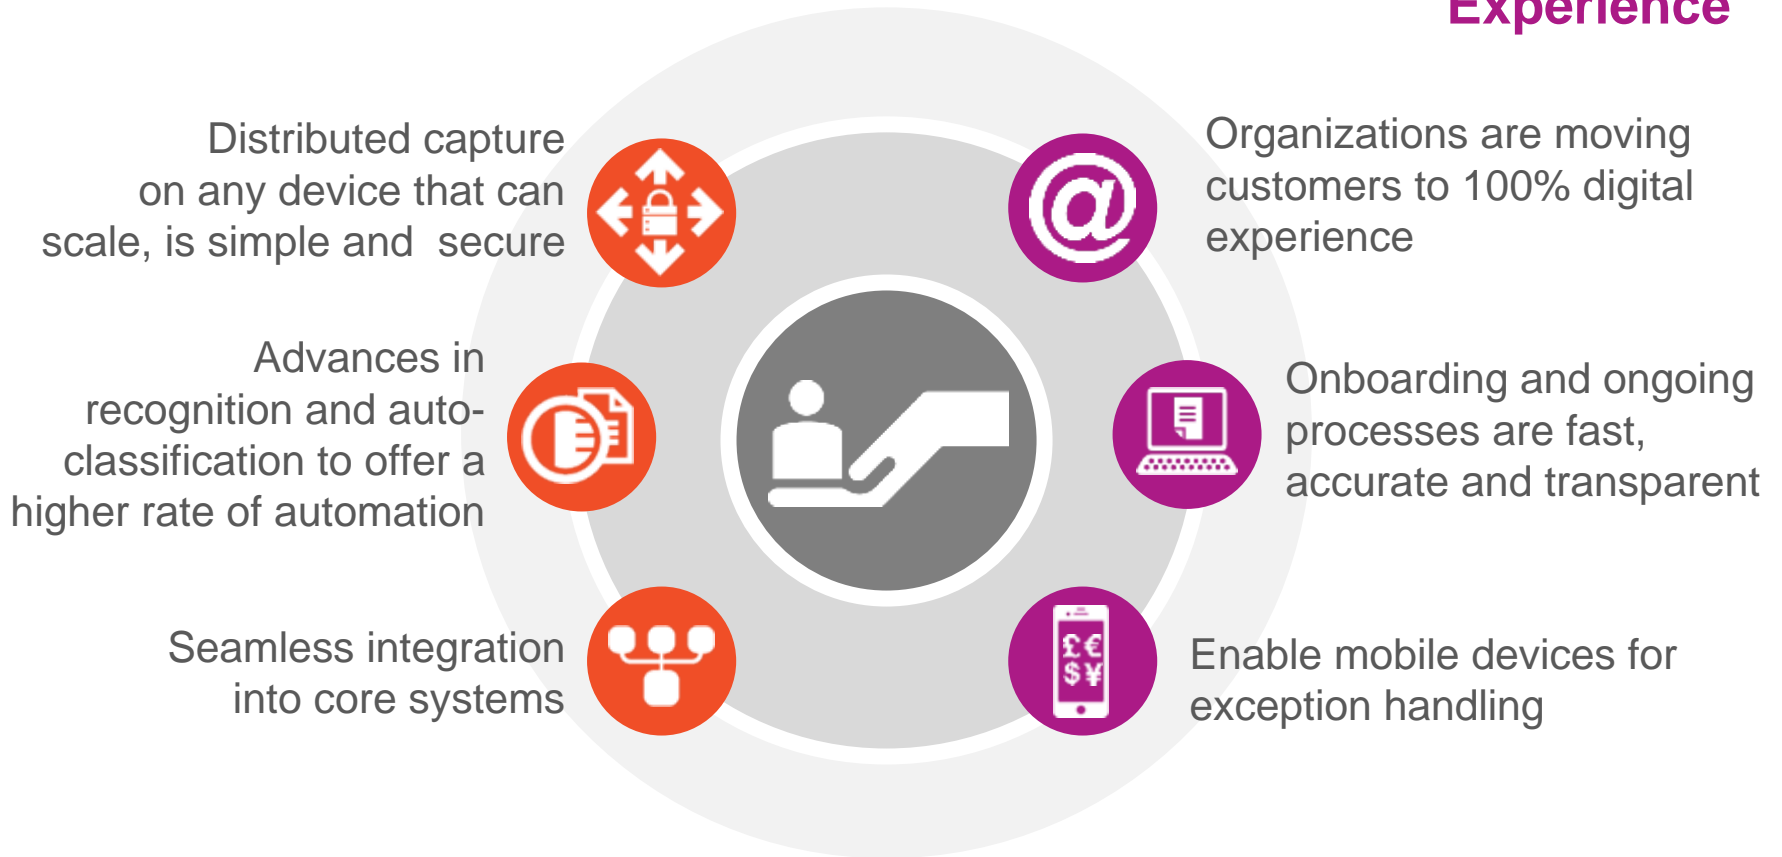 Experience
Distributed capture
on any device that can
scale, is simple and  secure
Advances in
recognition and auto-
classification to offer a
higher rate of automation
Seamless integration
into core systems
@
Organizations are moving
customers to 100% digital
experience
Onboarding and ongoing
processes are fast,
accurate and transparent
£€
$¥
Enable mobile devices for
exception handling